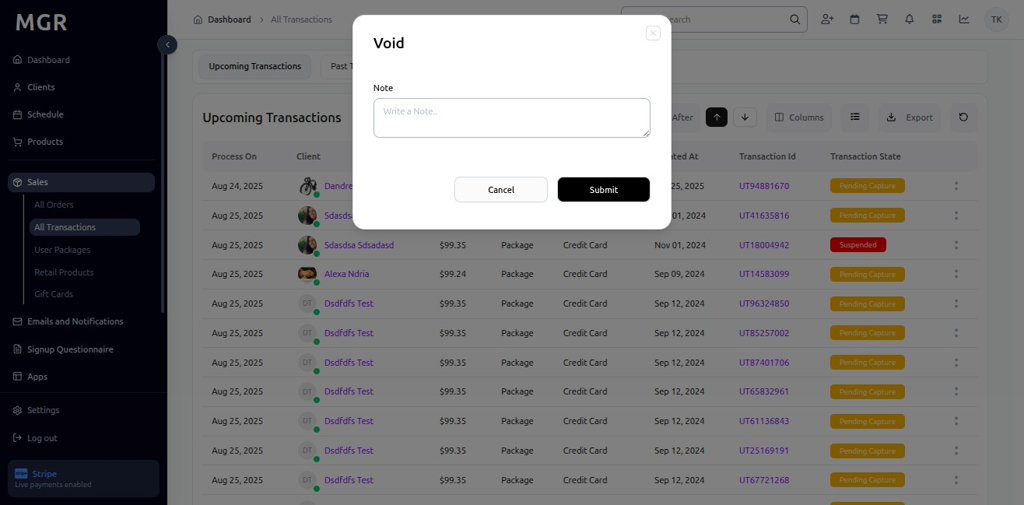 MGR
Dashboard
Clients
Schedule
Products
Sales
All Orders
All Transactions
User Packages
Retail Products
Gift Cards
Emails and Notifications
Signup Questionnaire
Apps
Settings
Log out
Stripe
Live payments enabled
Dashboard > All Transactions
earch
TK
Upcoming Transactions Past T
Upcoming Transactions
After
Columns
Export
Void
Note
Write a Note..
Cancel Submit
Process On Client ted At Transaction Id Transaction State
Aug 24, 2025 Dandre 25, 2025 UT94881670 Pending Capture
Aug 25, 2025 Sdasds 01, 2024 UT41635816 Pending Capture
Aug 25, 2025 Sdasdsa Sdsadasd $99.35 Package Credit Card Nov 01, 2024 UT18004942 Suspended
Aug 25, 2025 Alexa Ndria $99.24 Package Credit Card Sep 09, 2024 UT14583099 Pending Capture
Aug 25, 2025 DT Dsdfdfs Test $99.35 Package Credit Card Sep 12, 2024 UT96324850 Pending Capture
Aug 25, 2025 DT Dsdfdfs Test $99.35 Package Credit Card Sep 12, 2024 UT85257002 Pending Capture
Aug 25, 2025 DT Dsdfdfs Test $99.35 Package Credit Card Sep 12, 2024 UT87401706 Pending Capture
Aug 25, 2025 DT Dsdfdfs Test $99.35 Package Credit Card Sep 12, 2024 UT65832961 Pending Capture
Aug 25, 2025 DT Dsdfdfs Test $99.35 Package Credit Card Sep 12, 2024 UT61136843 Pending Capture
Aug 25, 2025 DT Dsdfdfs Test $99.35 Package Credit Card Sep 12, 2024 UT25169191 Pending Capture
Aug 25, 2025 DT Dsdfdfs Test $99.35 Package Credit Card Sep 12, 2024 UT67721268 Pending Capture